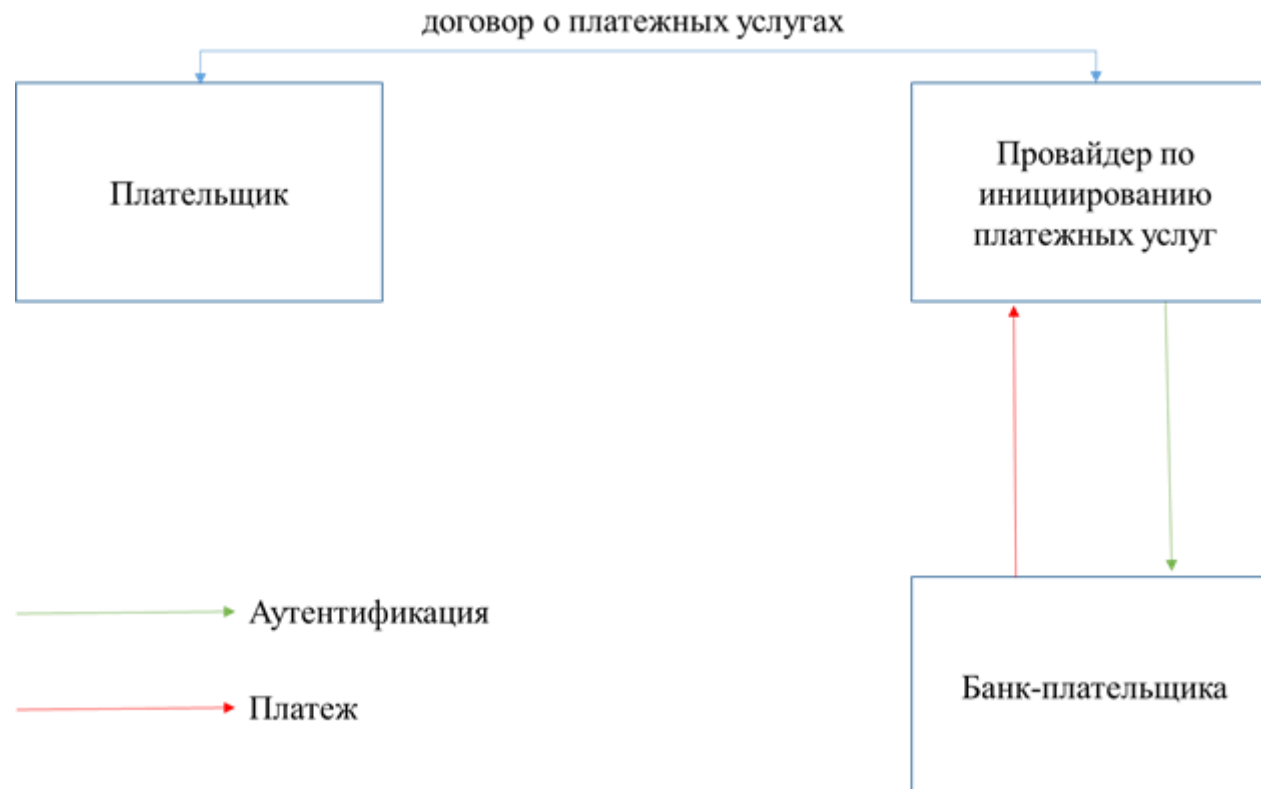 договор о платежных услугах
Плательщик
Провайдер по
инициированию
платежных услуг
Аутентификация
Платеж
Банк-плательщика